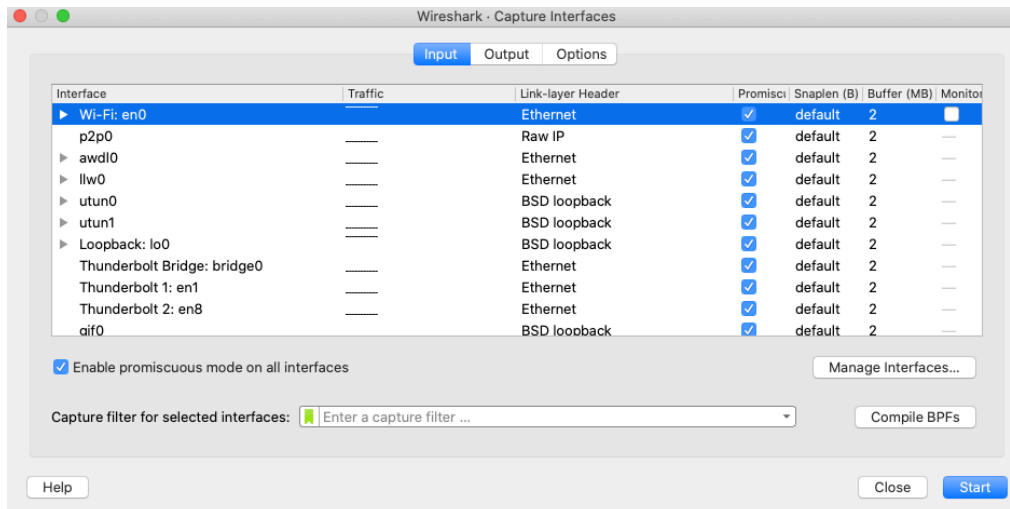 Wireshark · Capture Interfaces
Input Output Options
Interface Traffic Link-layer Header Promisc Snaplen (B) Buffer (MB) Monitor
Wi-Fi: en0 Ethernet default 2
p2p0 Raw IP default 2 —
awdl0 Ethernet default 2 —
llw0 Ethernet default 2 —
utun0 BSD loopback default 2 —
utun1 BSD loopback default 2 —
Loopback: lo0 BSD loopback default 2 —
Thunderbolt Bridge: bridge0 Ethernet default 2 —
Thunderbolt 1: en1 Ethernet default 2 —
Thunderbolt 2: en8 Ethernet default 2 —
gif0 BSD loopback default 2 —
Enable promiscuous mode on all interfaces Manage Interfaces...
Capture filter for selected interfaces: Enter a capture filter ... Compile BPFs
Help Close Start